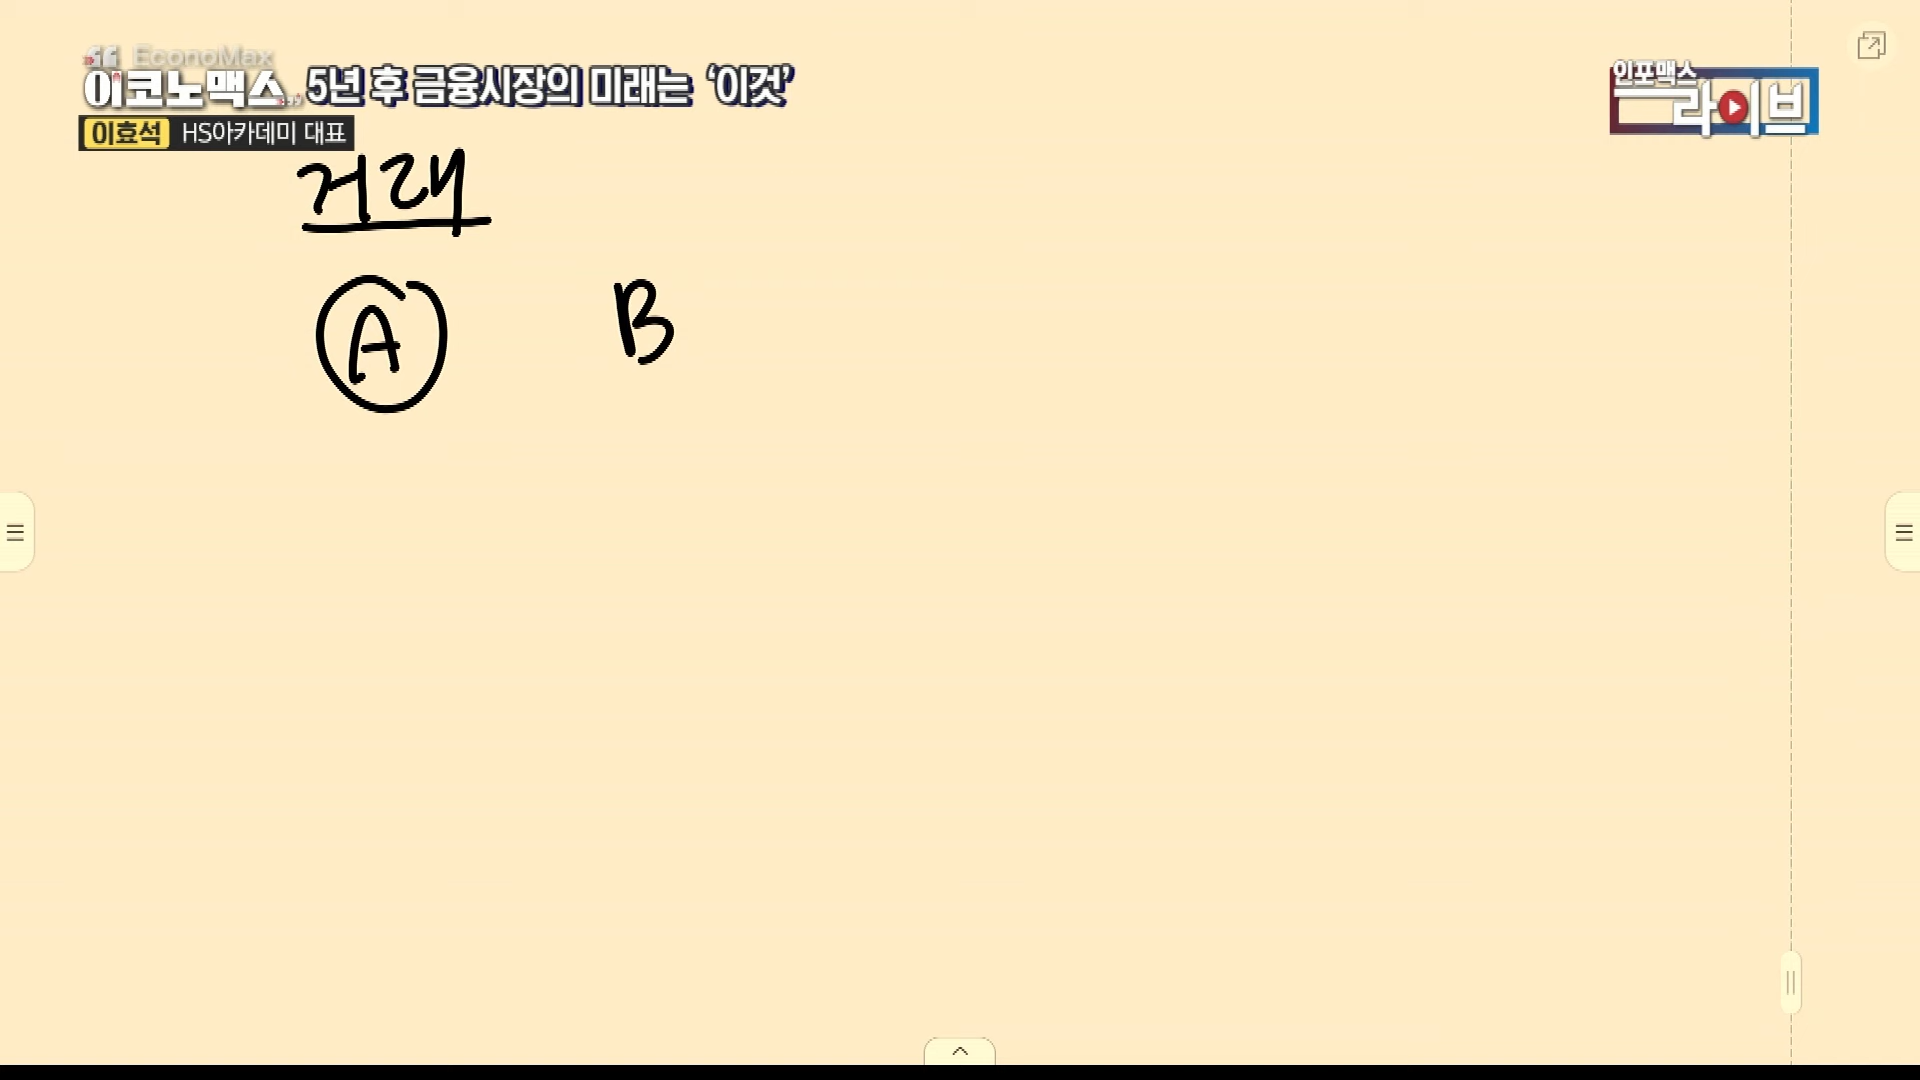 EconoMax
이코노맥스 5년 후 금융시장의 미래는 ‘이것’
인포맥스
라이브
이효석 HS아카데미 대표
거래
A B